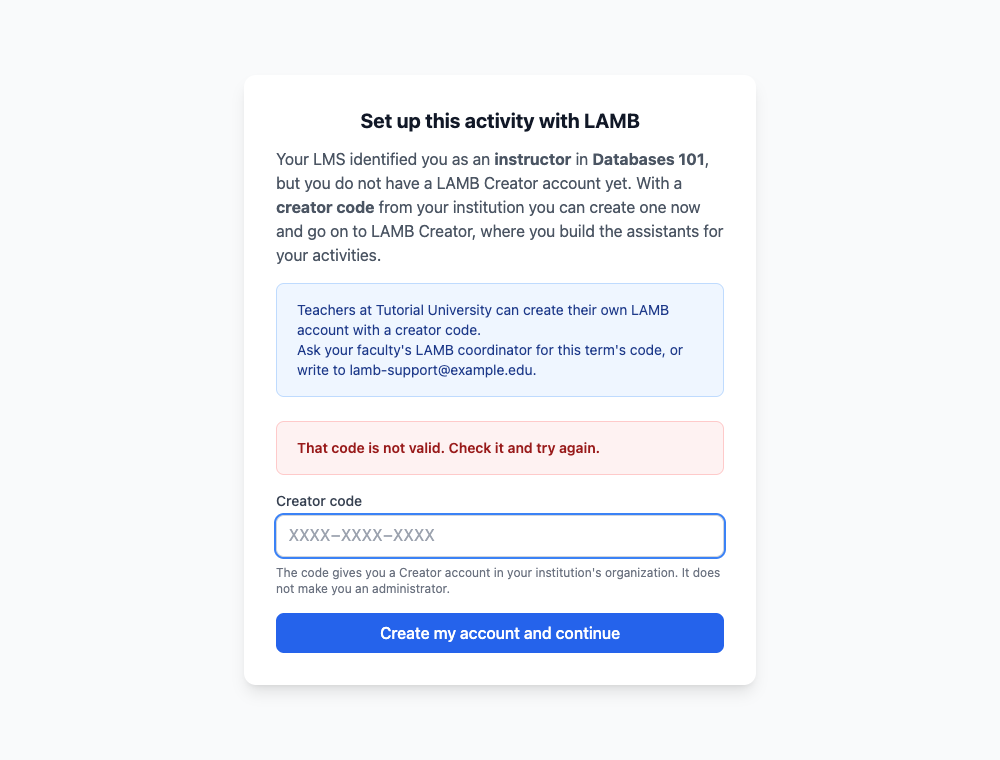 Set up this activity with LAMB
Your LMS identified you as an instructor in Databases 101,
but you do not have a LAMB Creator account yet. With a
creator code from your institution you can create one now
and go on to LAMB Creator, where you build the assistants for
your activities.
Teachers at Tutorial University can create their own LAMB
account with a creator code.
Ask your faculty's LAMB coordinator for this term's code, or
write to lamb-support@example.edu.
That code is not valid. Check it and try again.
Creator code
XXXX–XXXX–XXXX
The code gives you a Creator account in your institution's organization. It does
not make you an administrator.
Create my account and continue